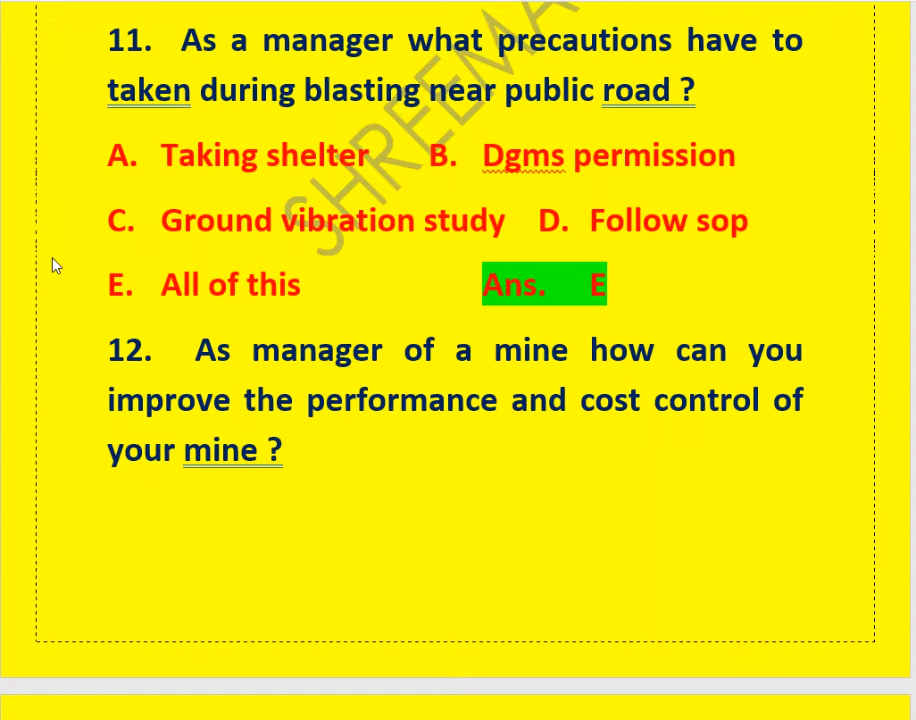 11. As a manager what precautions have to
taken during blasting near public road ?
A. Taking shelter B. Dgms permission
C. Ground vibration study D. Follow sop
E. All of this Ans. E
12. As manager of a mine how can you
improve the performance and cost control of
your mine ?
SHREEMA